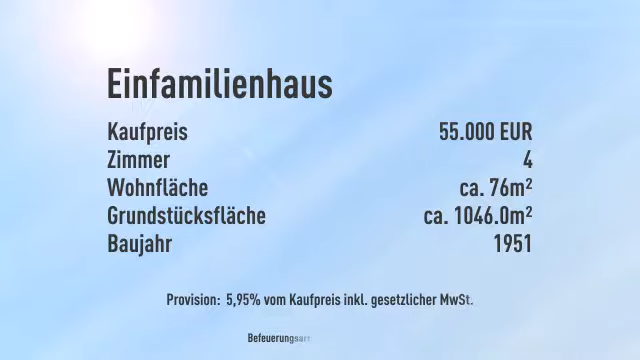 Einfamilienhaus
Kaufpreis 55.000 EUR
Zimmer 4
Wohnfläche ca. 76m²
Grundstücksfläche ca. 1046.0m²
Baujahr 1951
Provision: 5,95% vom Kaufpreis inkl. gesetzlicher MwSt.
Befeuerungsart